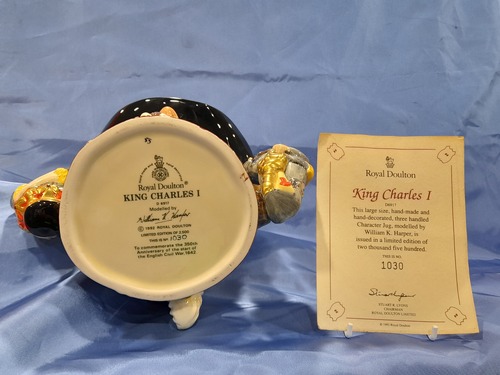 Royal Doulton
KING CHARLES I
D 6917
Modelled by
William K. Harper
© 1992 ROYAL DOULTON
LIMITED EDITION OF 2,500
THIS IS Nº. 1030
To commemorate the 350th
Anniversary of the start of
the English Civil War, 1642.
Royal Doulton
King Charles I
D6917
This large size, hand-made and
hand-decorated, three handled
Character Jug, modelled by
William K. Harper, is
issued in a limited edition of
two thousand five hundred.
THIS IS NO.
1030
STUART B. LYONS
CHAIRMAN
ROYAL DOULTON LIMITED
© 1992 Royal Doulton